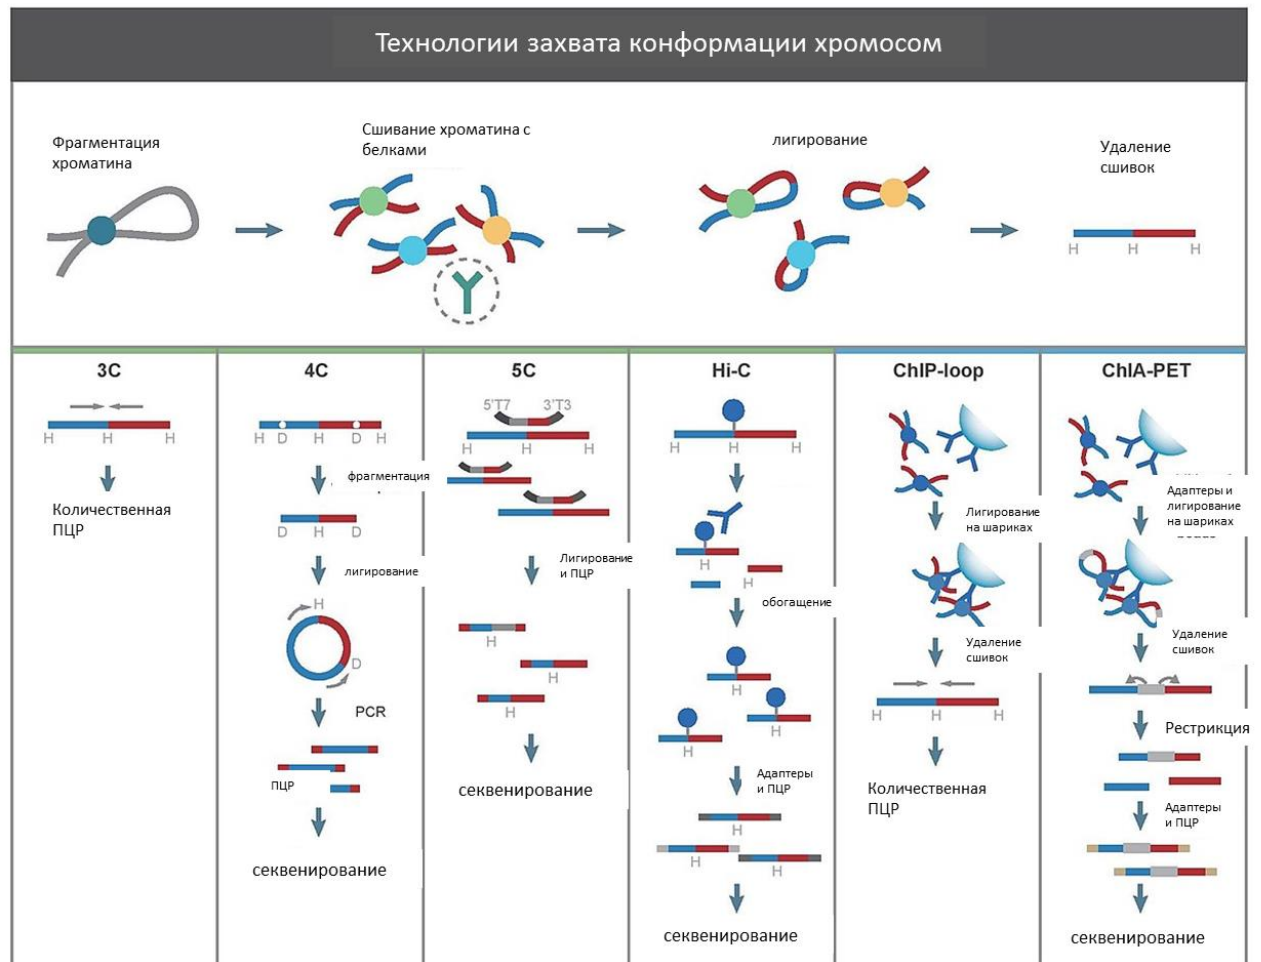 Технологии захвата конформации хромосом
Фрагментация
хроматина
Сшивание хроматина с
белками
лигирование
Удаление
сшивок
H H H
3C
H H H
Количественная
ПЦР
4C
H D H D H
фрагментация
D H D
лигирование
H
D
PCR
ПЦР
секвенирование
5C
5'T7 3'T3
H H H
Лигирование
и ПЦР
H
H
H
секвенирование
Hi-C
H H H
H
H
обогащение
H
H
H
Адаптеры
и ПЦР
H
H
H
секвенирование
ChIP-loop
Лигирование
на шариках
Удаление
сшивок
H H H
Количественная
ПЦР
ChIA-PET
Адаптеры и
лигирование
на шариках
Удаление
сшивок
Рестрикция
Адаптеры
и ПЦР
секвенирование